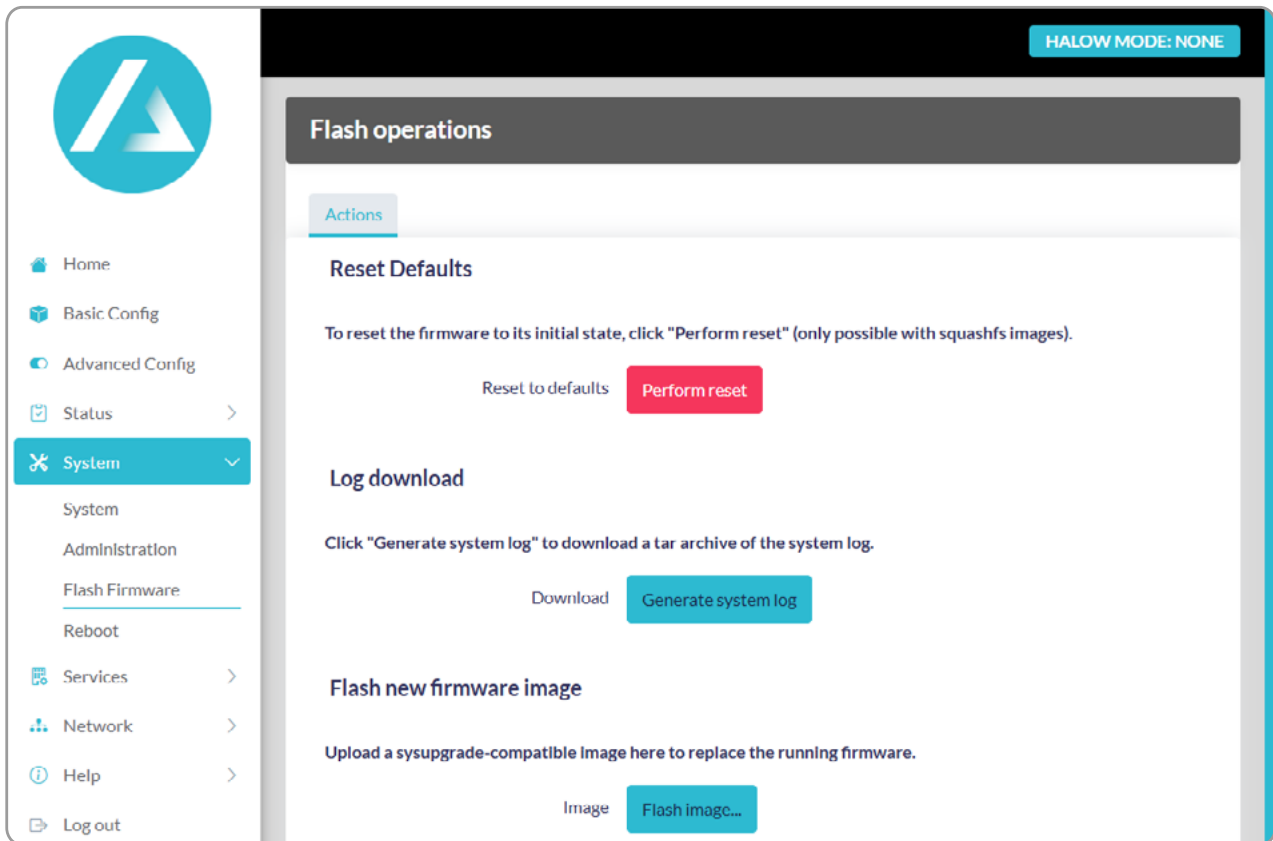 HALOW MODE: NONE
Flash operations
Actions
Home
Basic Config
Advanced Config
Status
System
System
Administration
Flash Firmware
Reboot
Services
Network
Help
Log out
Reset Defaults
To reset the firmware to its initial state, click "Perform reset" (only possible with squashfs images).
Reset to defaults Perform reset
Log download
Click "Generate system log" to download a tar archive of the system log.
Download Generate system log
Flash new firmware image
Upload a sysupgrade-compatible image here to replace the running firmware.
Image Flash image...